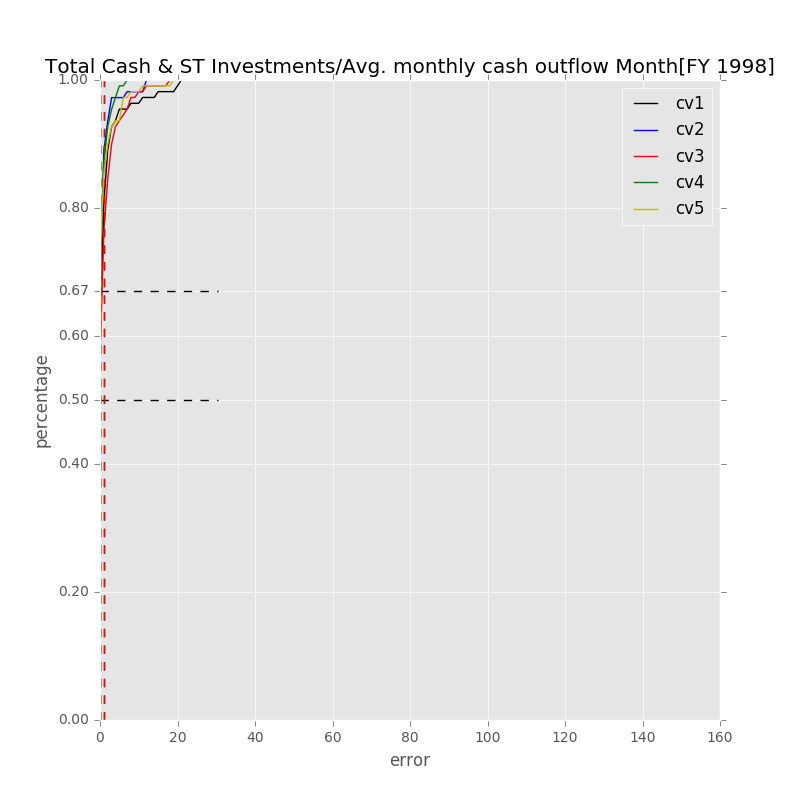 Total Cash & ST Investments/Avg. monthly cash outflow Month[FY 1998]
1.00
0.80
0.67
0.60
0.50
0.40
0.20
0.00
percentage
cv1
cv2
cv3
cv4
cv5
0 20 40 60 80 100 120 140 160
error